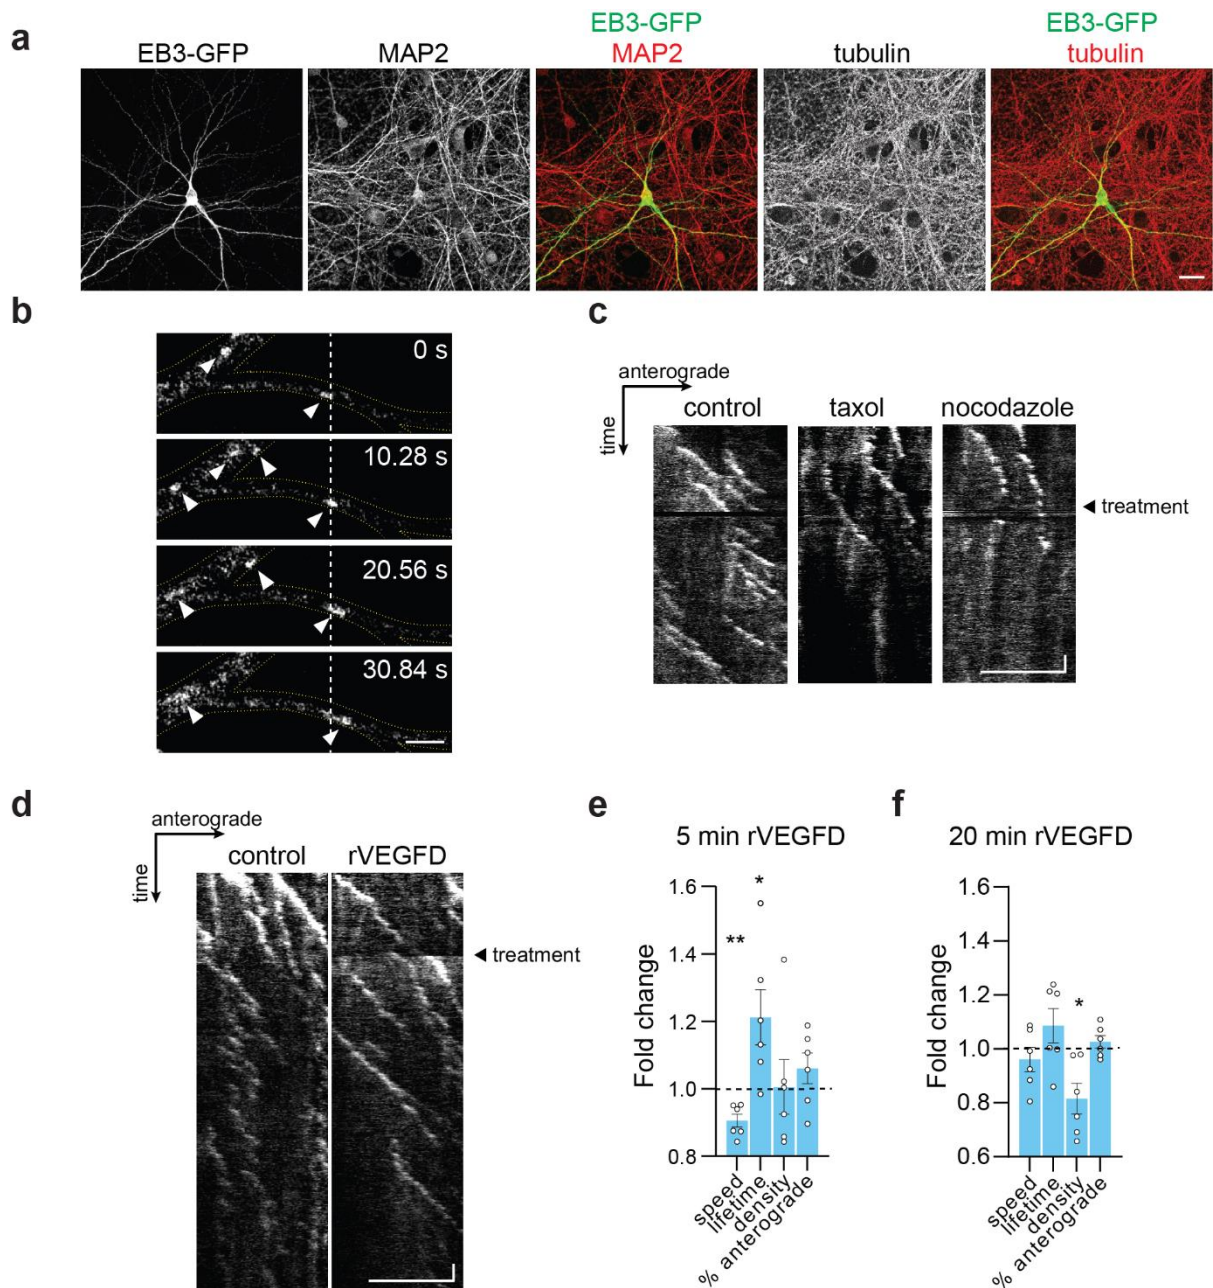 a
EB3-GFP
MAP2
EB3-GFP
MAP2
tubulin
EB3-GFP
tubulin
b
0 s
10.28 s
20.56 s
30.84 s
c
anterograde
time
control
taxol
nocodazole
treatment
d
anterograde
time
control
rVEGFD
treatment
e
5 min rVEGFD
Fold change
1.6
1.4
1.2
1.0
0.8
**
*
speed
lifetime
density
% anterograde
f
20 min rVEGFD
Fold change
1.6
1.4
1.2
1.0
0.8
0.6
*
speed
lifetime
density
% anterograde